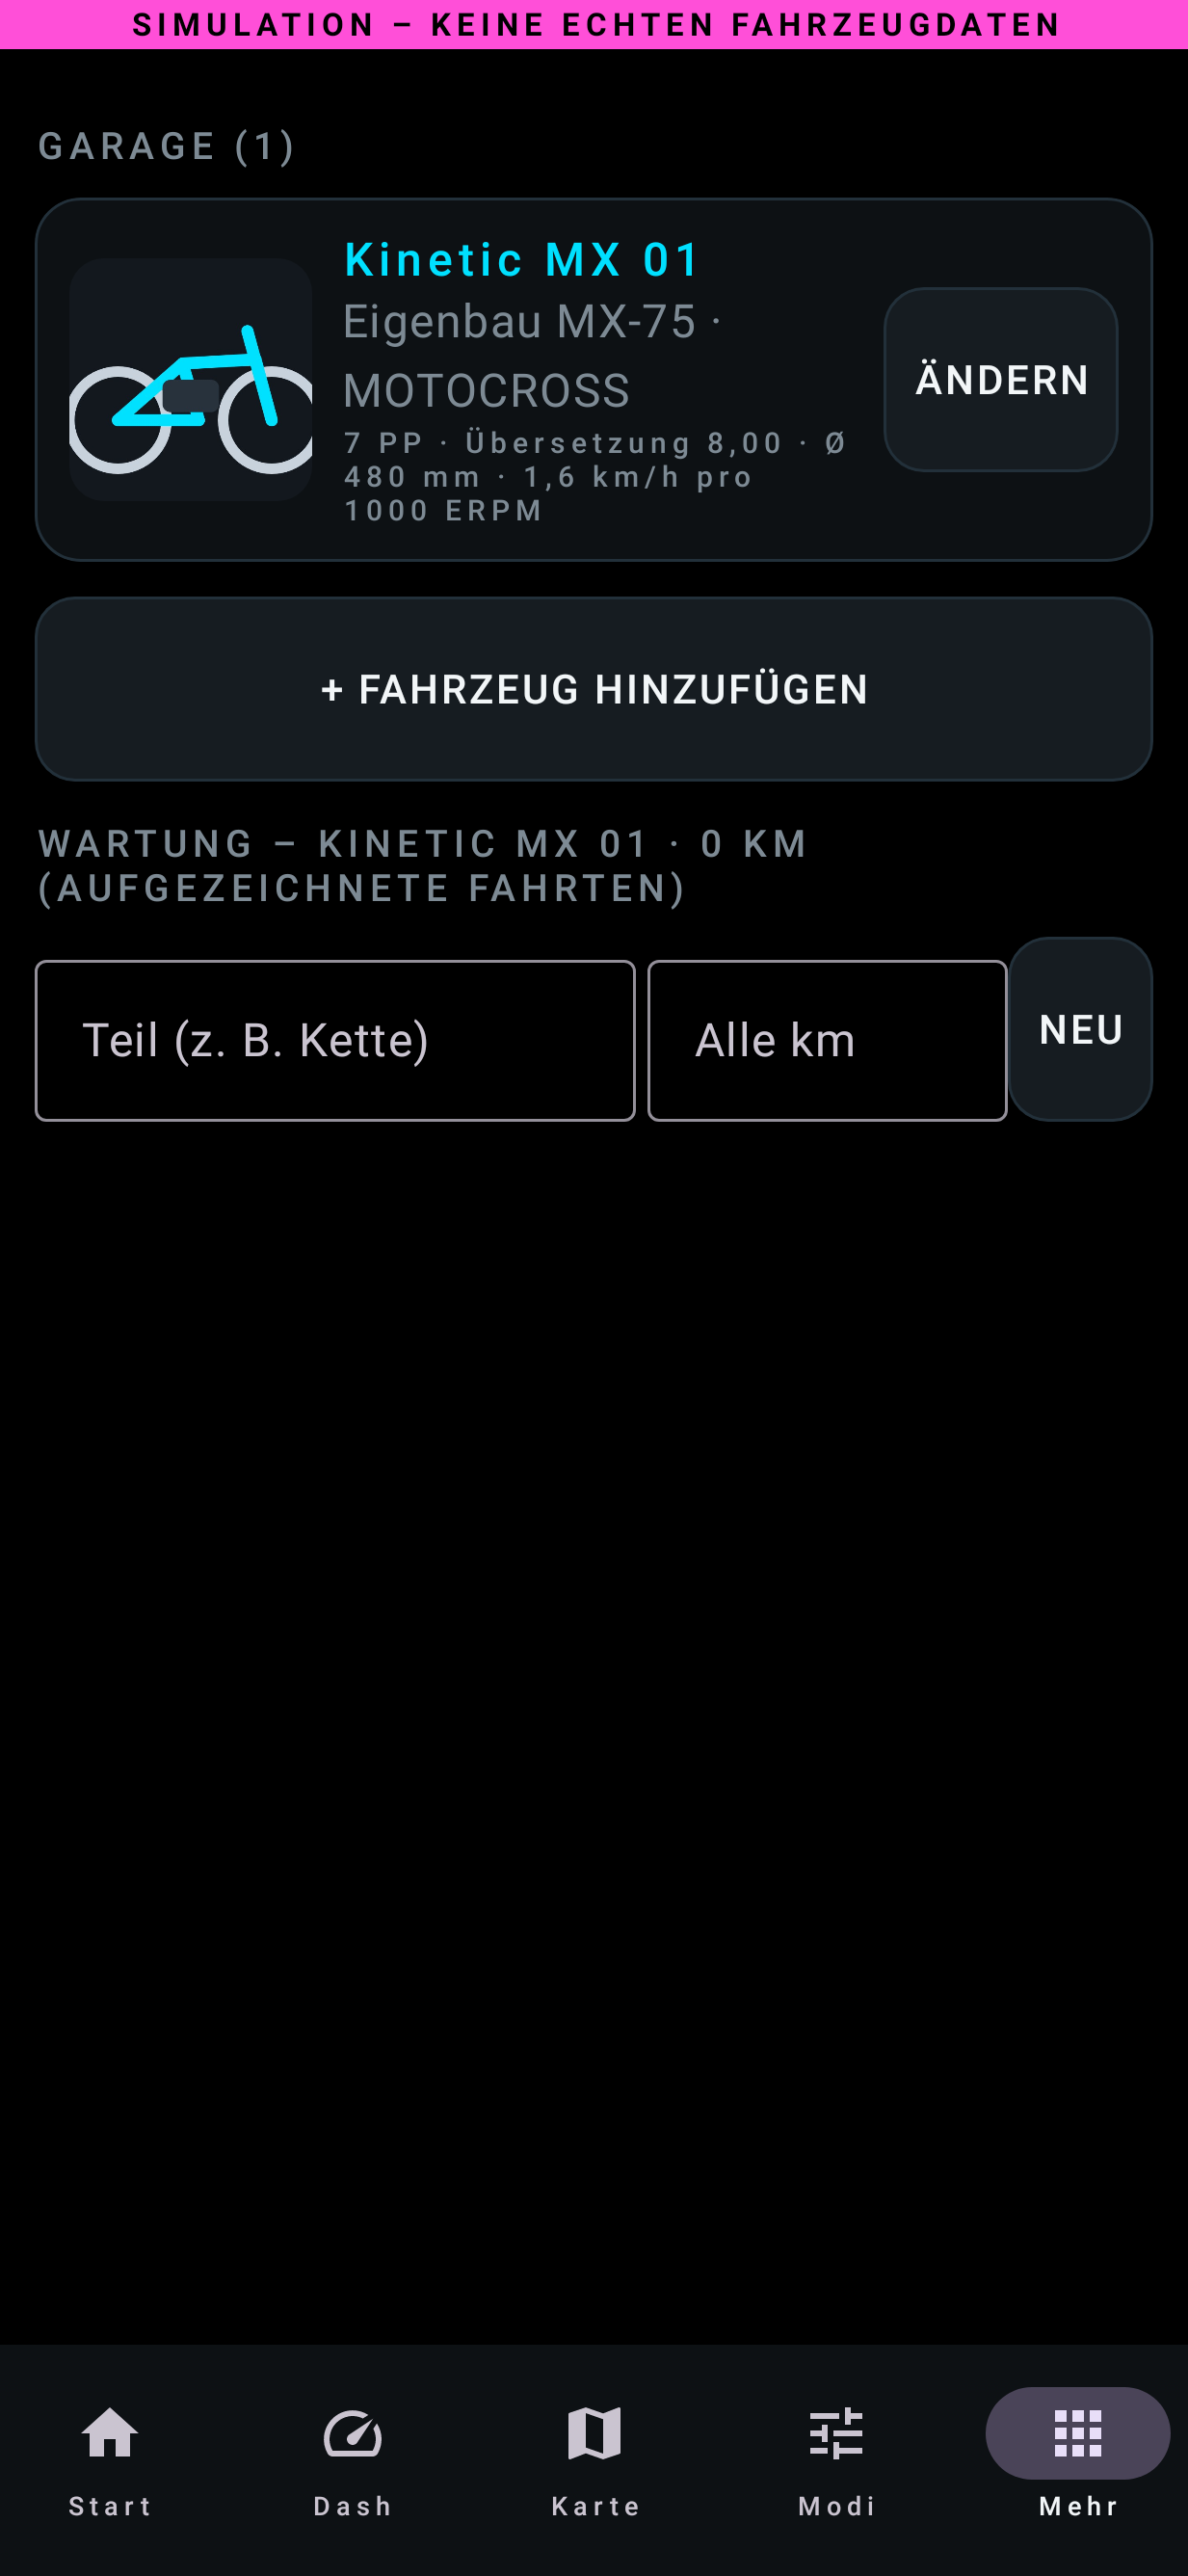 SIMULATION – KEINE ECHTEN FAHRZEUGDATEN
GARAGE (1)
Kinetic MX 01
Eigenbau MX-75 ·
MOTOCROSS
7 PP · Übersetzung 8,00 · Ø
480 mm · 1,6 km/h pro
1000 ERPM
ÄNDERN
+ FAHRZEUG HINZUFÜGEN
WARTUNG – KINETIC MX 01 · 0 KM
(AUFGEZEICHNETE FAHRTEN)
Teil (z. B. Kette)
Alle km
NEU
Start
Dash
Karte
Modi
Mehr